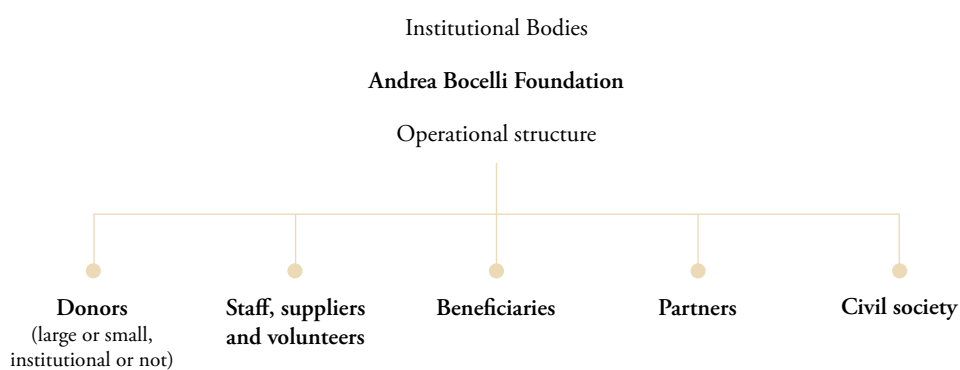 Institutional Bodies
Andrea Bocelli Foundation
Operational structure
Donors
(large or small,
institutional or not)
Staff, suppliers
and volunteers
Beneficiaries
Partners
Civil society